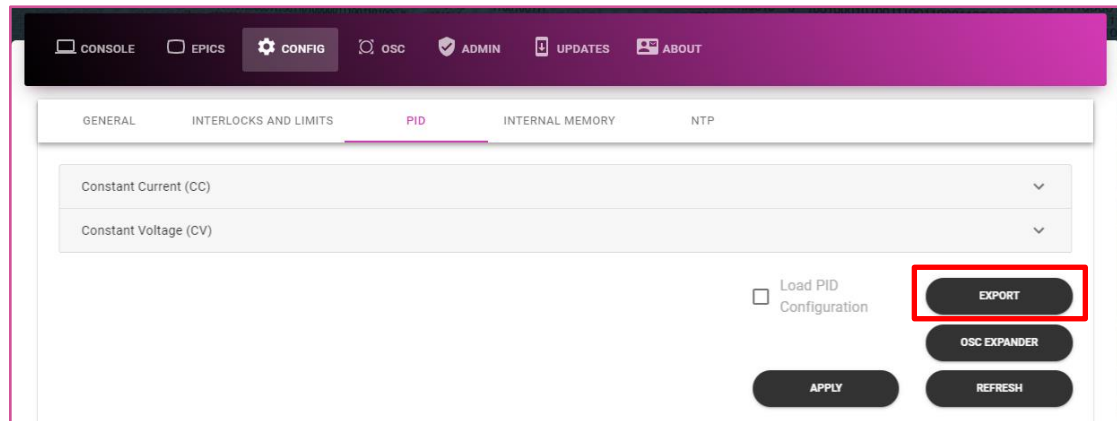 CONSOLE EPICS CONFIG OSC ADMIN UPDATES ABOUT
GENERAL INTERLOCKS AND LIMITS PID INTERNAL MEMORY NTP
Constant Current (CC)
Constant Voltage (CV)
Load PID
Configuration
EXPORT
OSC EXPANDER
APPLY REFRESH